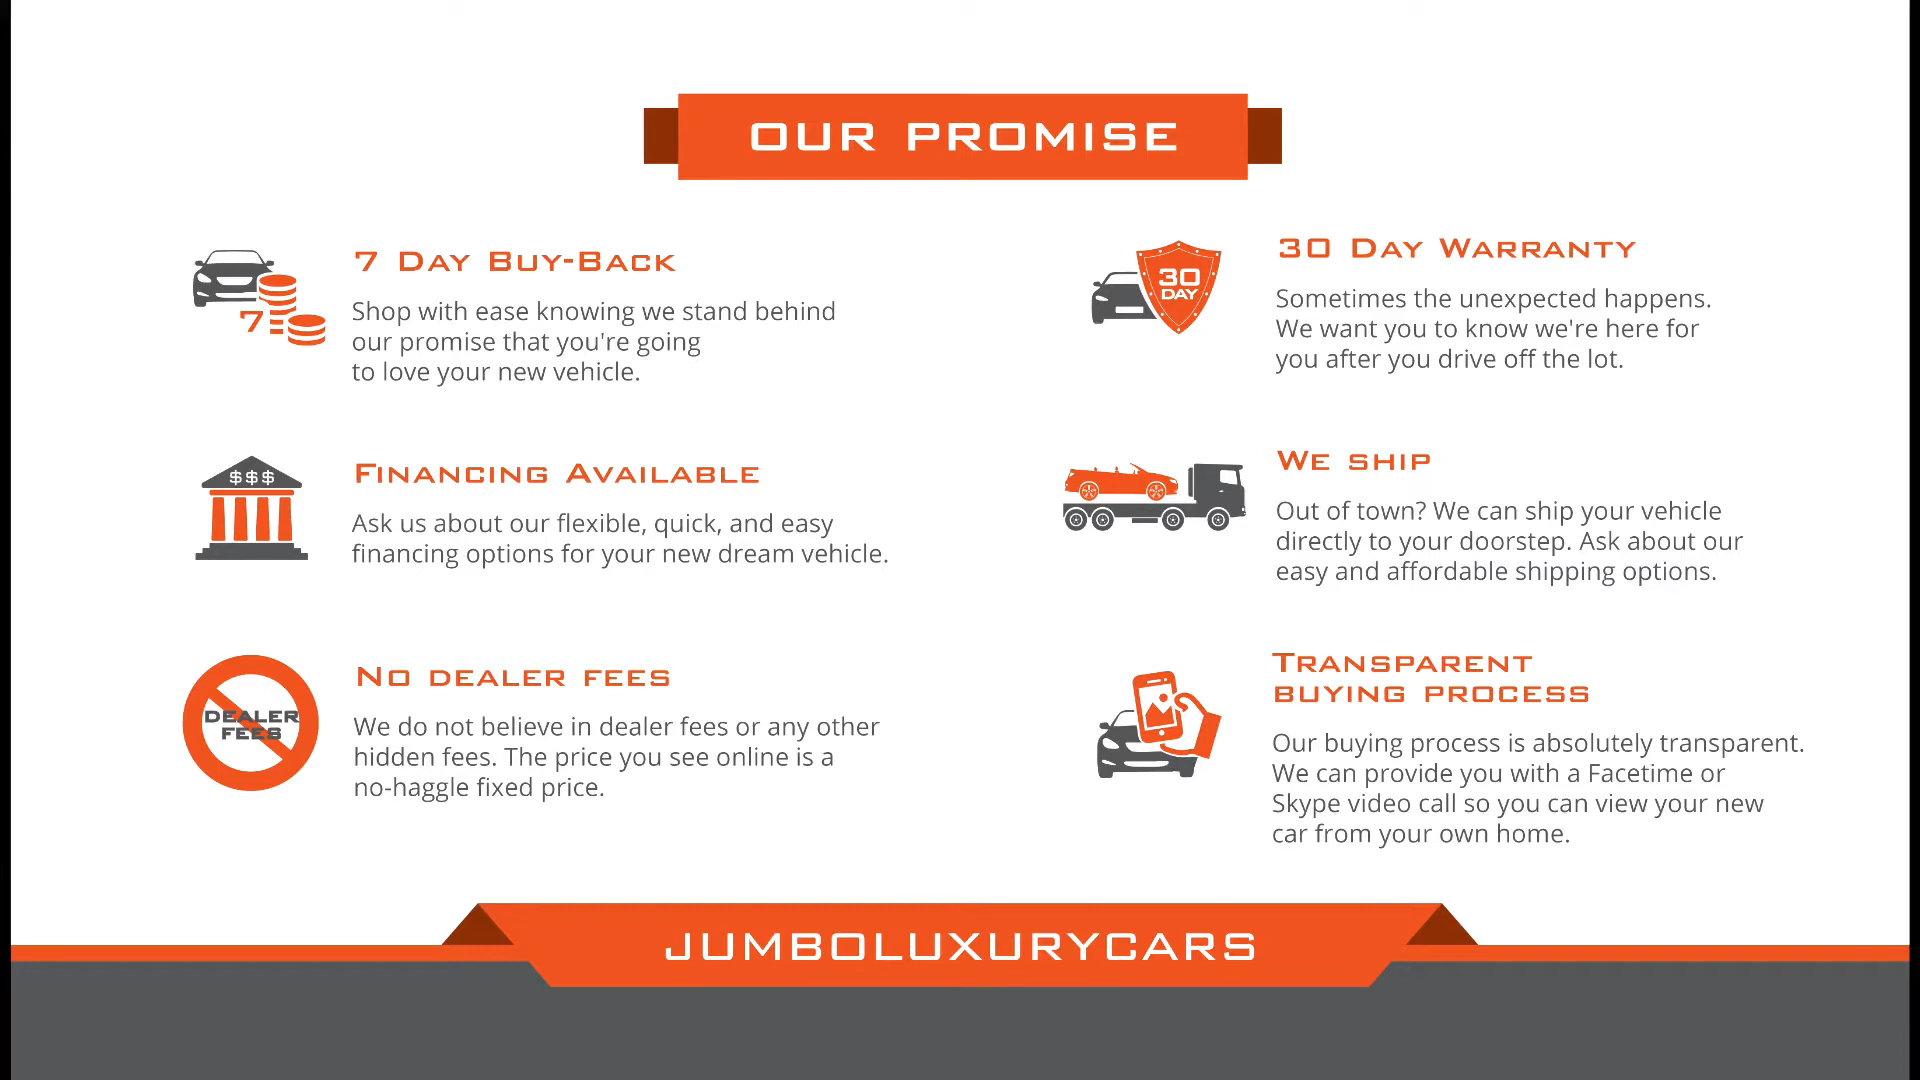 OUR PROMISE
7 DAY BUY-BACK
Shop with ease knowing we stand behind
our promise that you're going
to love your new vehicle.
7
$$$
FINANCING AVAILABLE
Ask us about our flexible, quick, and easy
financing options for your new dream vehicle.
DEALER
FEES
NO DEALER FEES
We do not believe in dealer fees or any other
hidden fees. The price you see online is a
no-haggle fixed price.
30
DAY
30 DAY WARRANTY
Sometimes the unexpected happens.
We want you to know we're here for
you after you drive off the lot.
WE SHIP
Out of town? We can ship your vehicle
directly to your doorstep. Ask about our
easy and affordable shipping options.
TRANSPARENT
BUYING PROCESS
Our buying process is absolutely transparent.
We can provide you with a Facetime or
Skype video call so you can view your new
car from your own home.
JUMBOLUXURYCARS